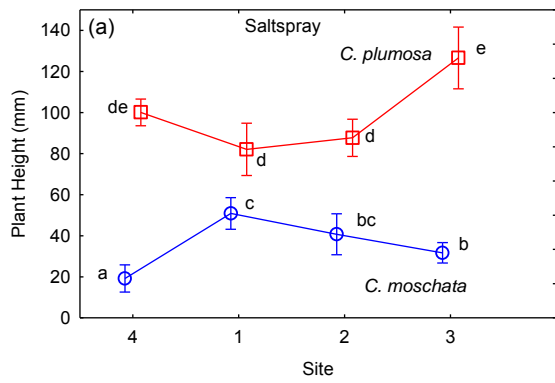 (a)
Saltspray
C. plumosa
C. moschata
Plant Height (mm)
140
120
100
80
60
40
20
0
de
d
d
e
a
c
bc
b
4 1 2 3
Site